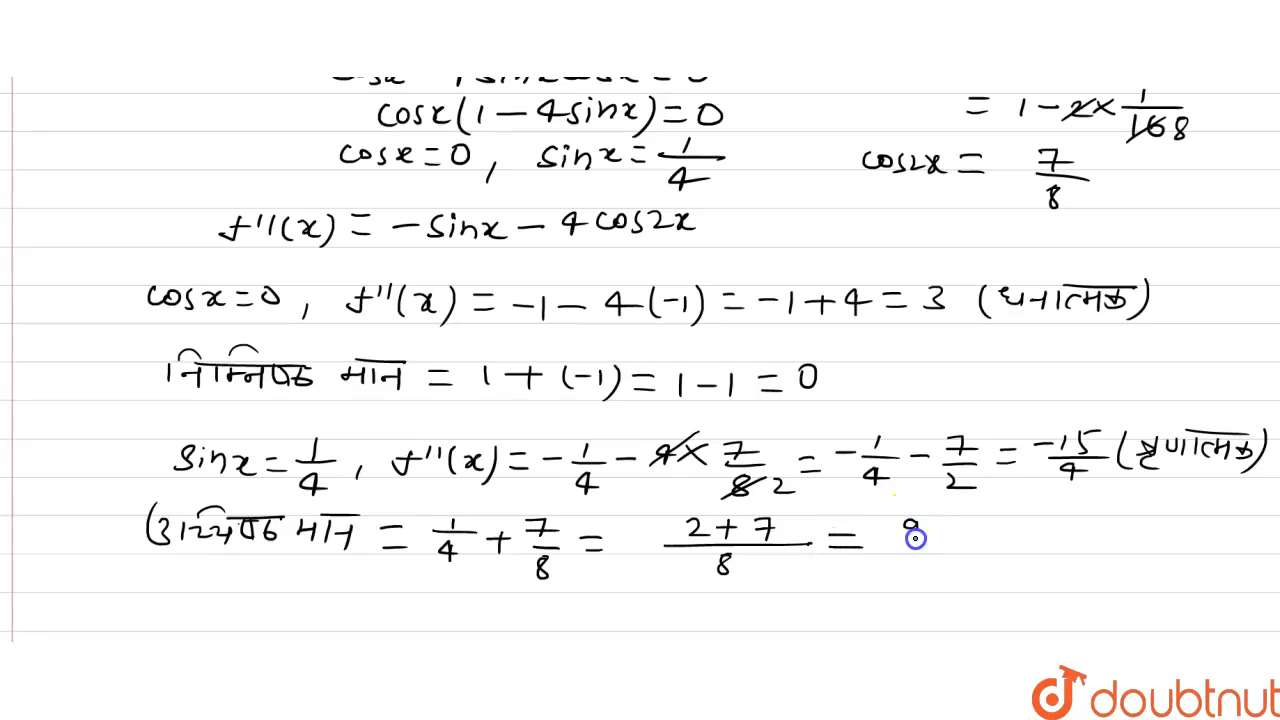 cosx(1-4sinx)=0
= 1-2×1/16 8
cosx=0, sinx=1/4
cos2x= 7/8
f''(x)= -sinx-4cos2x
cosx=0, f''(x)= -1-4(-1)= -1+4=3 (धनात्मक)
निम्निष्ठ मान = 1+(-1)=1-1=0
sinx=1/4, f''(x)= -1/4-4×7/8 2= -1/4-7/2= -15/4 (ऋणात्मक)
मान = 1/4+7/8= 2+7/8 =
doubtnut